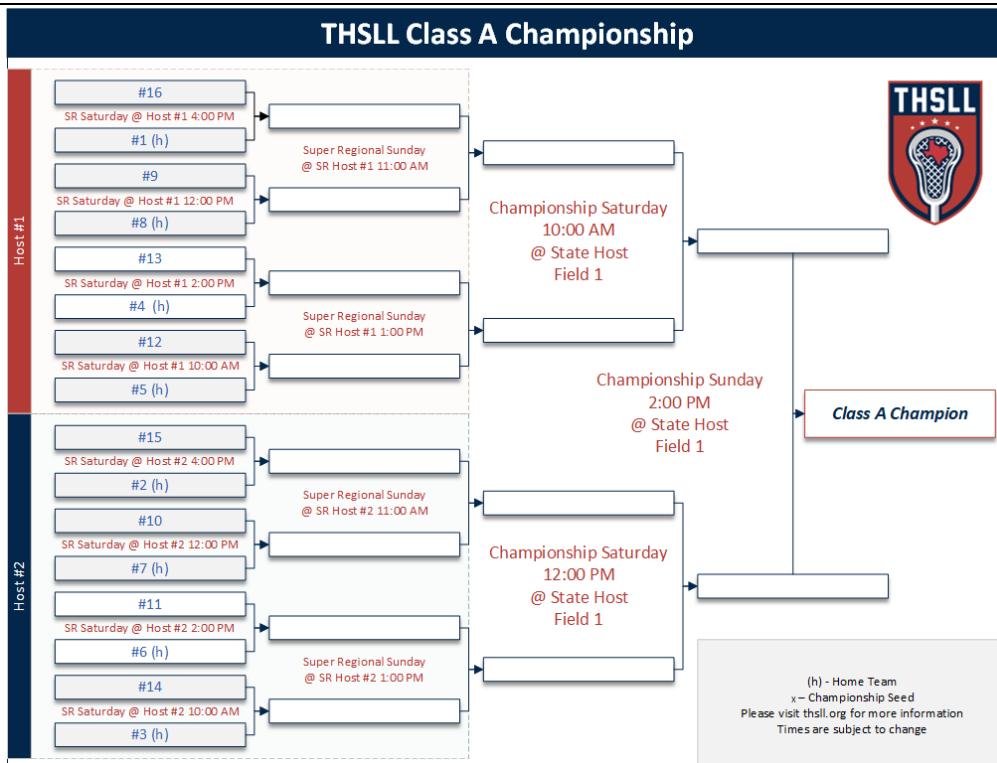 THSLL Class A Championship
Host #1
#16
SR Saturday @ Host #1 4:00 PM
#1 (h)
#9
SR Saturday @ Host #1 12:00 PM
#8 (h)
#13
SR Saturday @ Host #1 2:00 PM
#4 (h)
#12
SR Saturday @ Host #1 10:00 AM
#5 (h)
Super Regional Sunday
@ SR Host #1 11:00 AM
Super Regional Sunday
@ SR Host #1 1:00 PM
Championship Saturday
10:00 AM
@ State Host
Field 1
Host #2
#15
SR Saturday @ Host #2 4:00 PM
#2 (h)
#10
SR Saturday @ Host #2 12:00 PM
#7 (h)
#11
SR Saturday @ Host #2 2:00 PM
#6 (h)
#14
SR Saturday @ Host #2 10:00 AM
#3 (h)
Super Regional Sunday
@ SR Host #2 11:00 AM
Super Regional Sunday
@ SR Host #2 1:00 PM
Championship Saturday
12:00 PM
@ State Host
Field 1
Championship Sunday
2:00 PM
@ State Host
Field 1
Class A Champion
THSLL
(h) - Home Team
x – Championship Seed
Please visit thsll.org for more information
Times are subject to change